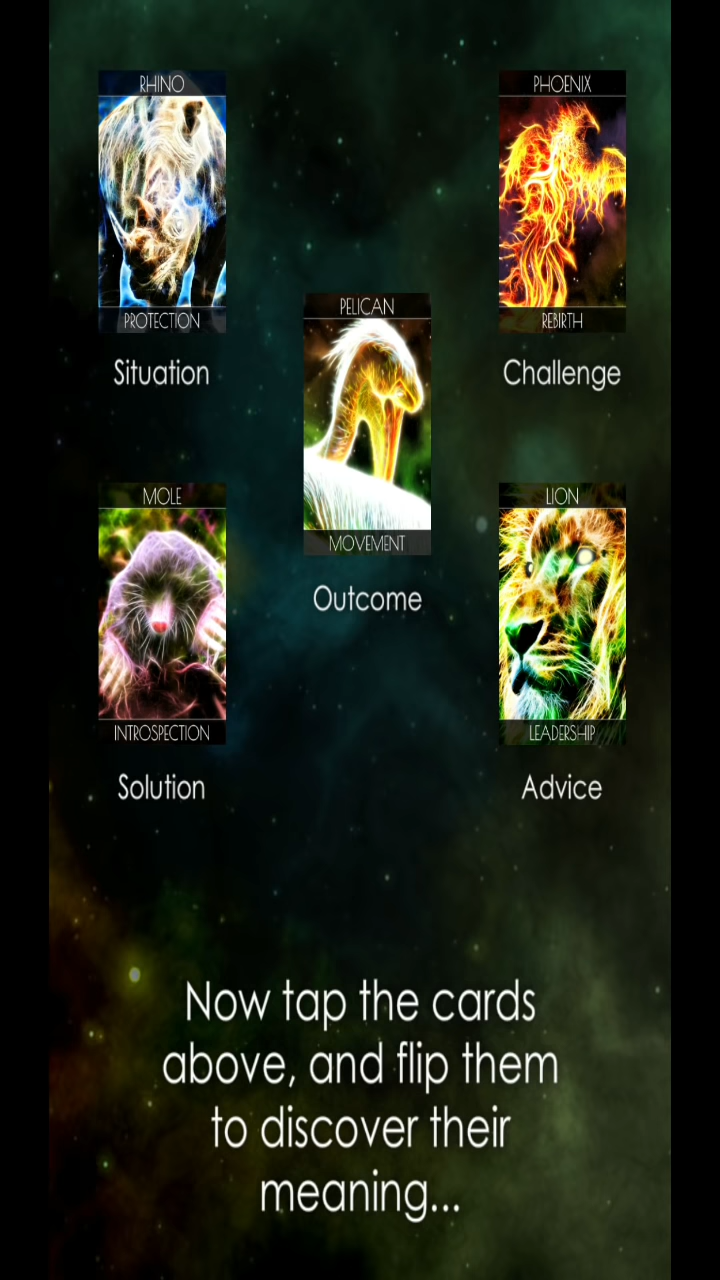 RHINO
PROTECTION
Situation
PHOENIX
REBIRTH
Challenge
PELICAN
MOVEMENT
Outcome
MOLE
INTROSPECTION
Solution
LION
LEADERSHIP
Advice
Now tap the cards
above, and flip them
to discover their
meaning...